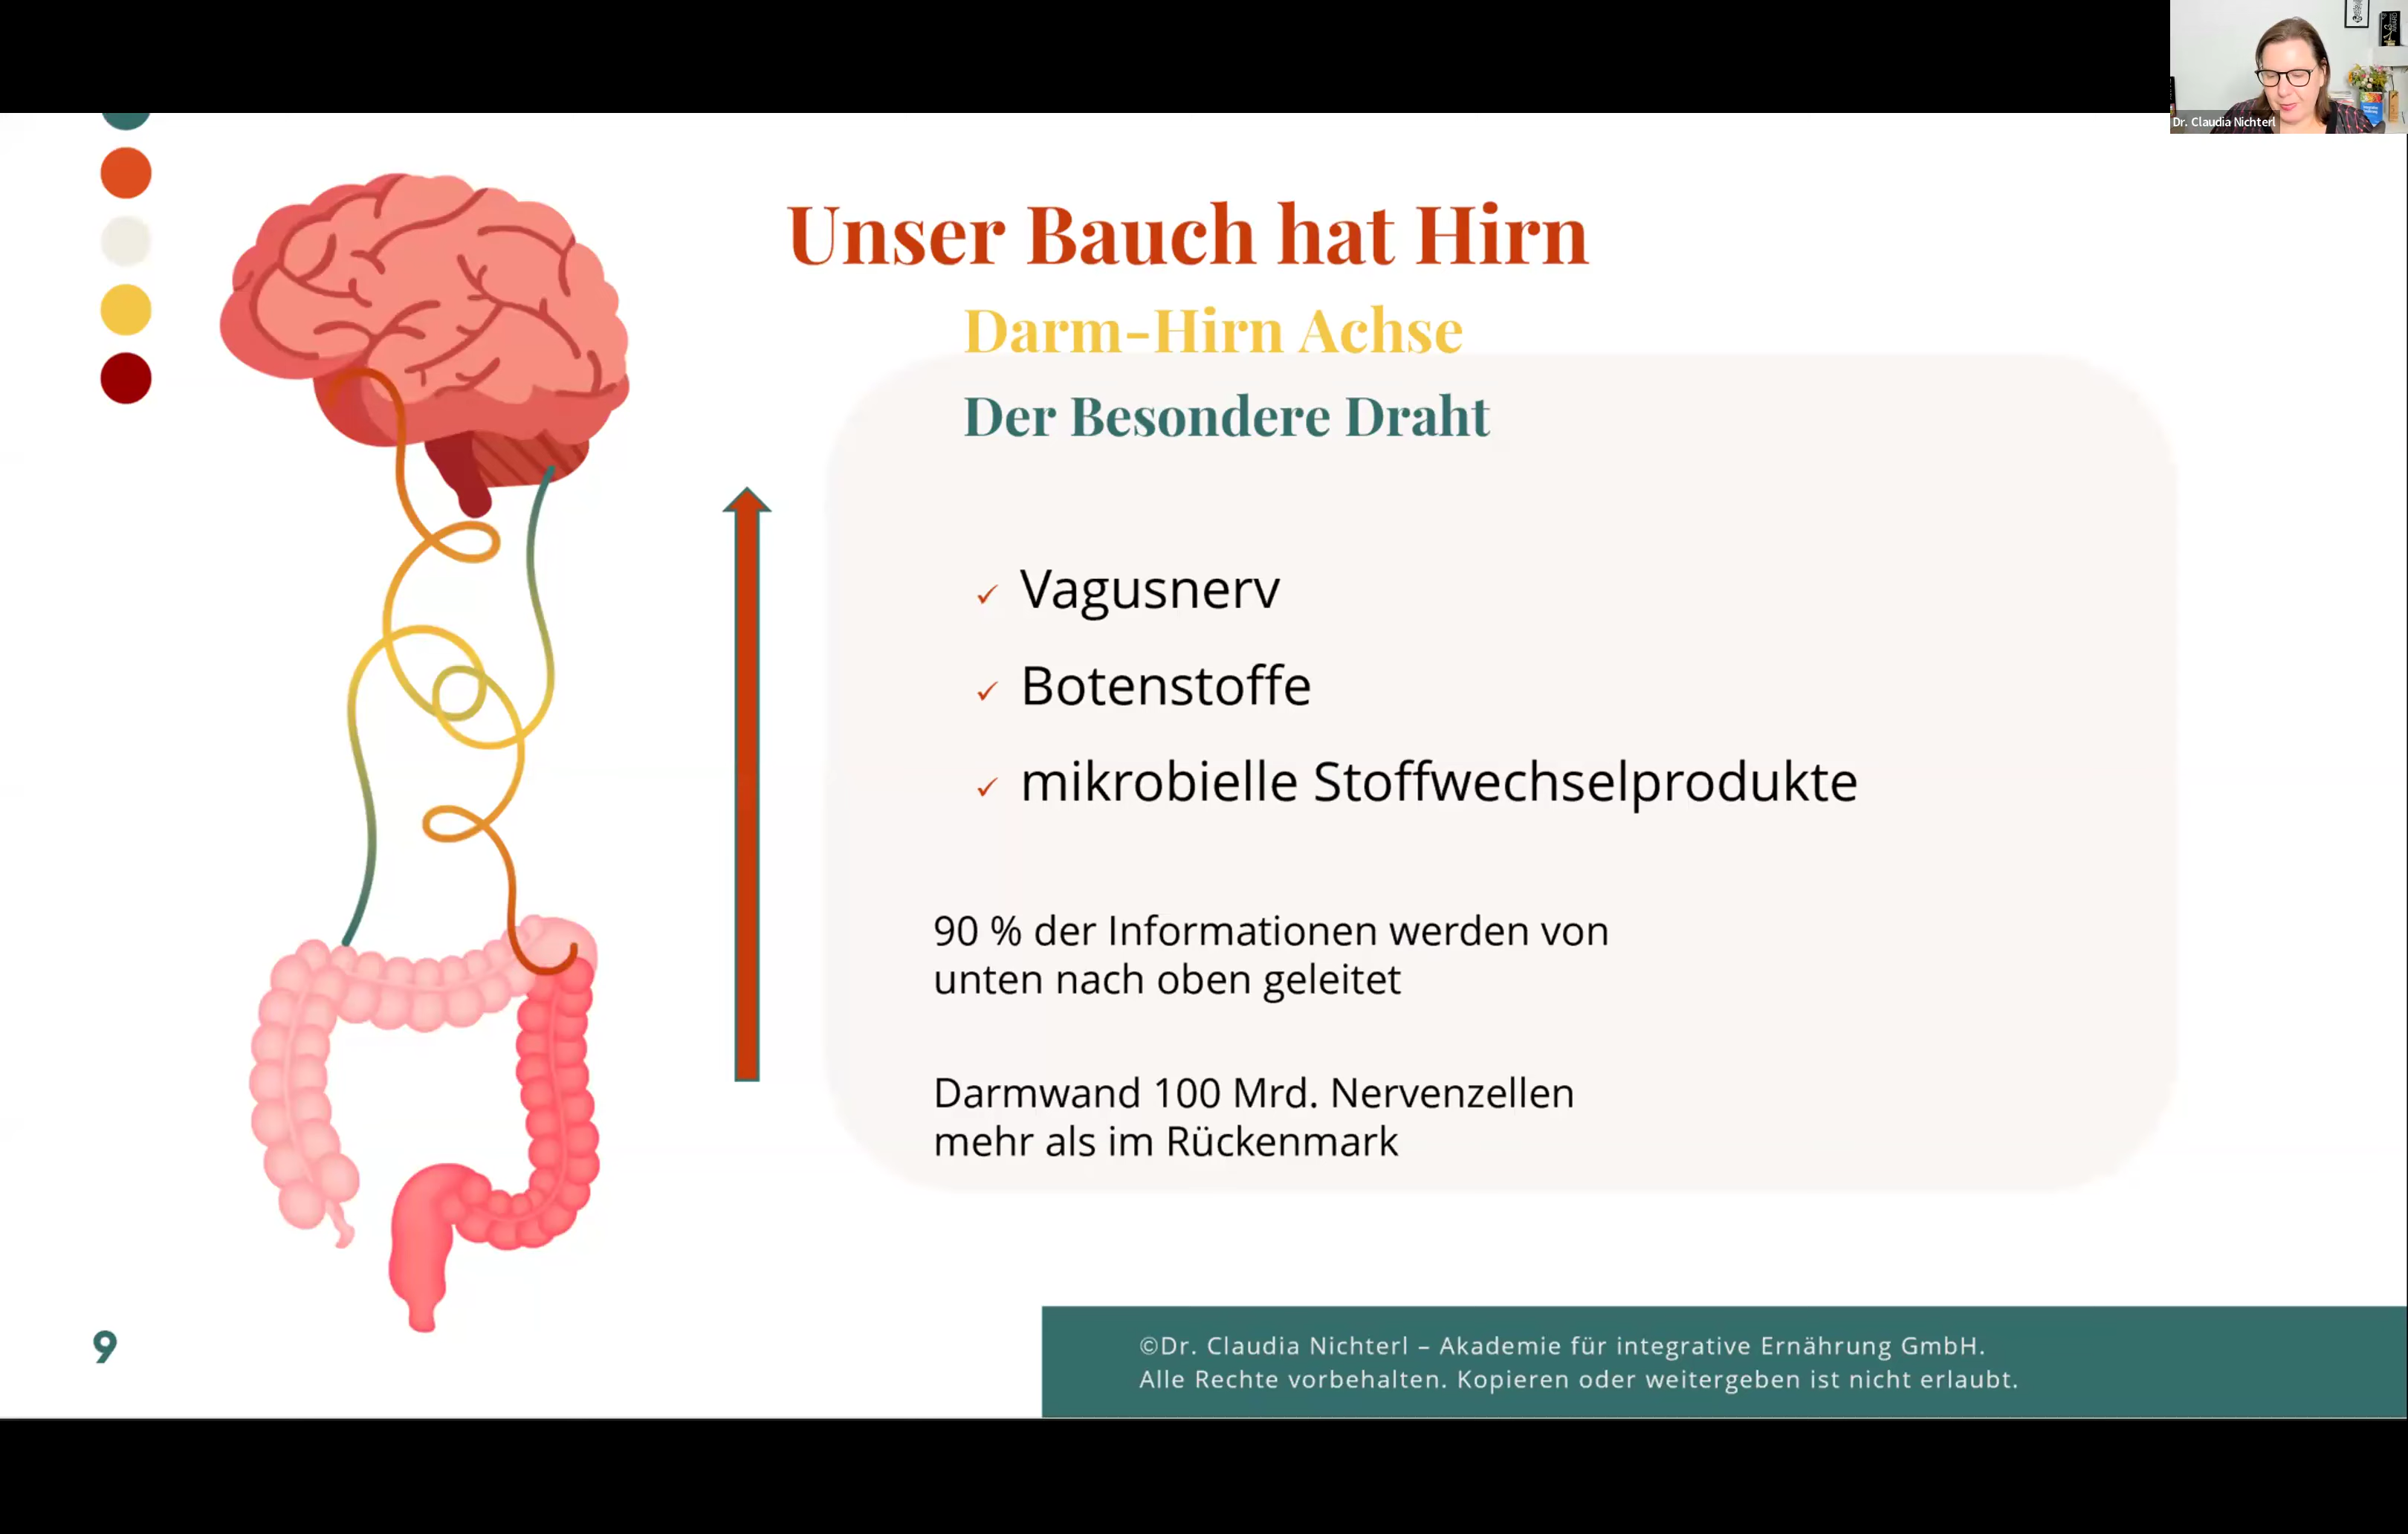 Dr. Claudia Nichterl
Unser Bauch hat Hirn
Darm-Hirn Achse
Der Besondere Draht
✓ Vagusnerv
✓ Botenstoffe
✓ mikrobielle Stoffwechselprodukte
90 % der Informationen werden von
unten nach oben geleitet
Darmwand 100 Mrd. Nervenzellen
mehr als im Rückenmark
9
©Dr. Claudia Nichterl – Akademie für integrative Ernährung GmbH.
Alle Rechte vorbehalten. Kopieren oder weitergeben ist nicht erlaubt.